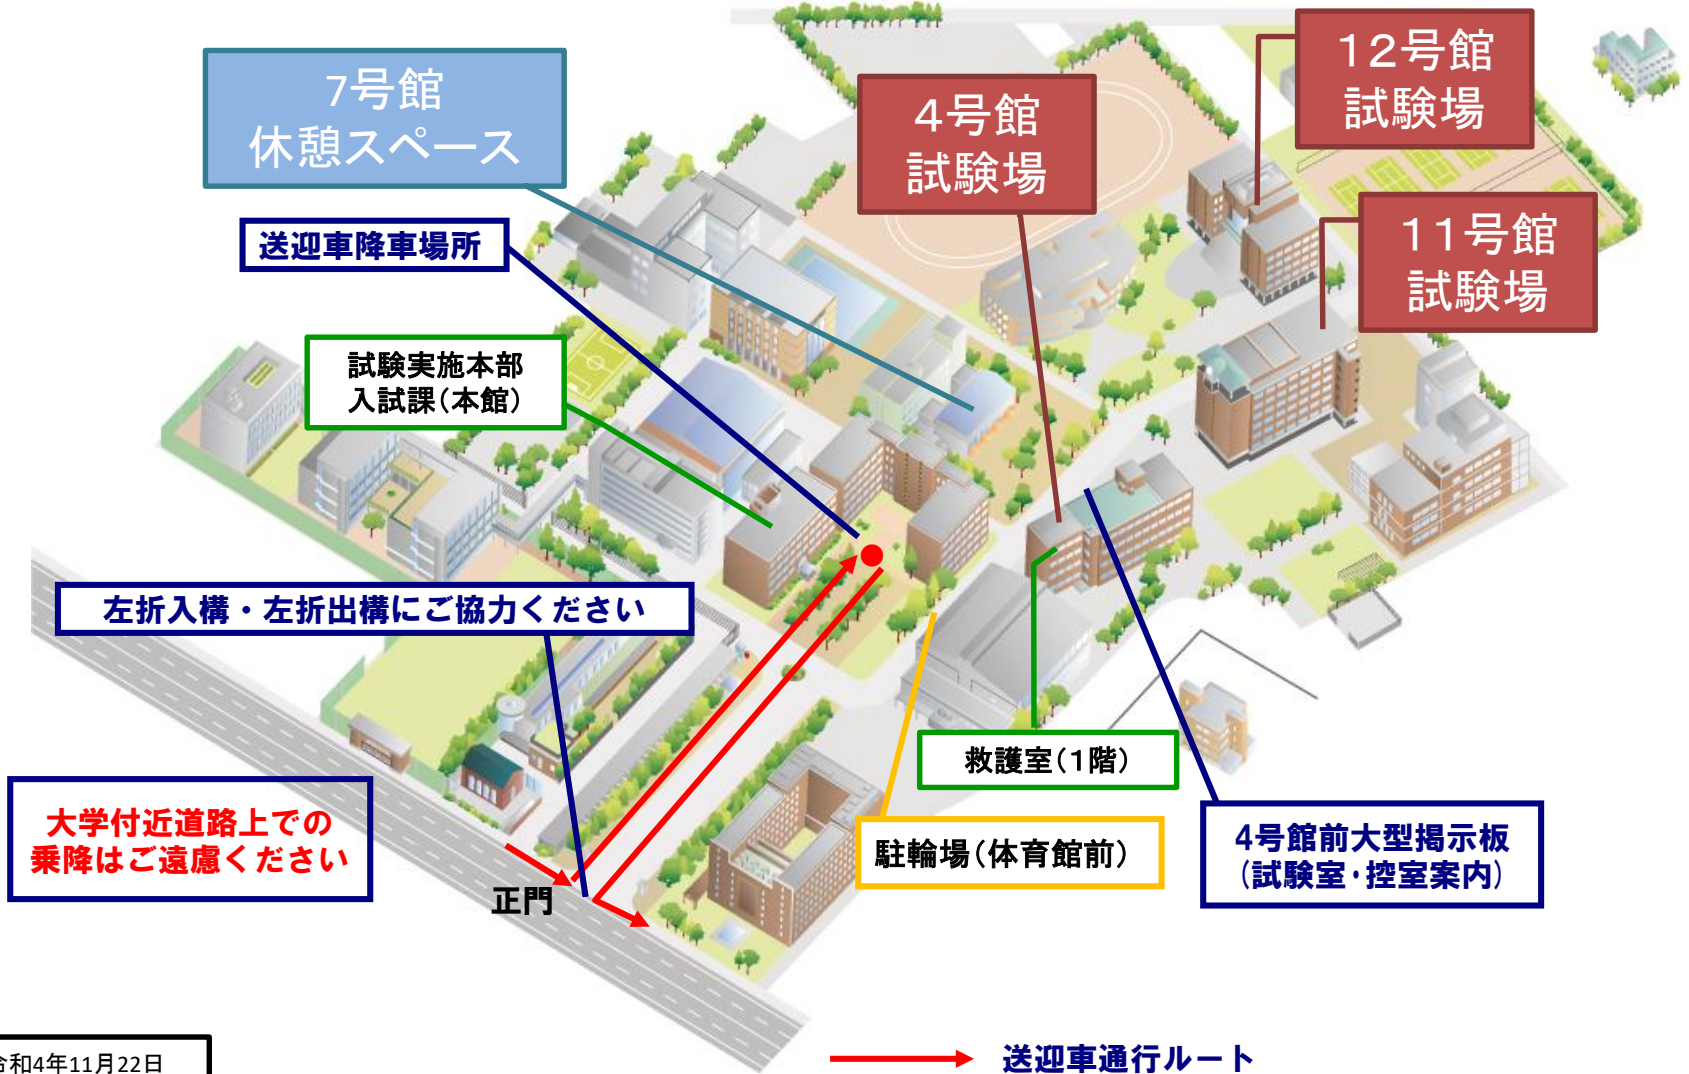 7号館
休憩スペース
4号館
試験場
12号館
試験場
11号館
試験場
送迎車降車場所
試験実施本部
入試課(本館)
左折入構・左折出構にご協力ください
大学付近道路上での
乗降はご遠慮ください
正門
救護室(1階)
駐輪場(体育館前)
4号館前大型掲示板
(試験室・控室案内)
令和4年11月22日
送迎車通行ルート